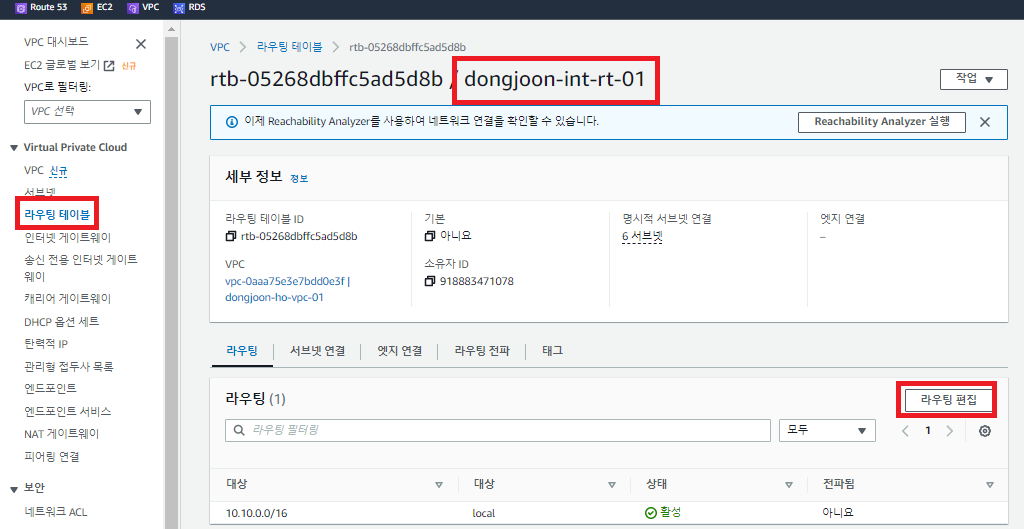 Route 53 EC2 VPC RDS
VPC 대시보드
EC2 글로벌 보기 신규
VPC로 필터링:
VPC 선택
Virtual Private Cloud
VPC 신규
서브넷
라우팅 테이블
인터넷 게이트웨이
송신 전용 인터넷 게이트
웨이
캐리어 게이트웨이
DHCP 옵션 세트
탄력적 IP
관리형 접두사 목록
엔드포인트
엔드포인트 서비스
NAT 게이트웨이
피어링 연결
보안
네트워크 ACL
VPC > 라우팅 테이블 > rtb-05268dbffc5ad5d8b
rtb-05268dbffc5ad5d8b / dongjoon-int-rt-01
작업
이제 Reachability Analyzer를 사용하여 네트워크 연결을 확인할 수 있습니다.
Reachability Analyzer 실행
세부 정보 정보
라우팅 테이블 ID
rtb-05268dbffc5ad5d8b
기본
아니요
명시적 서브넷 연결
6 서브넷
엣지 연결
–
VPC
vpc-0aaa75e3e7bdd0e3f |
dongjoon-ho-vpc-01
소유자 ID
918883471078
라우팅 서브넷 연결 엣지 연결 라우팅 전파 태그
라우팅 (1)
라우팅 편집
라우팅 필터링
모두
1
대상 대상 상태 전파됨
10.10.0.0/16 local 활성 아니요